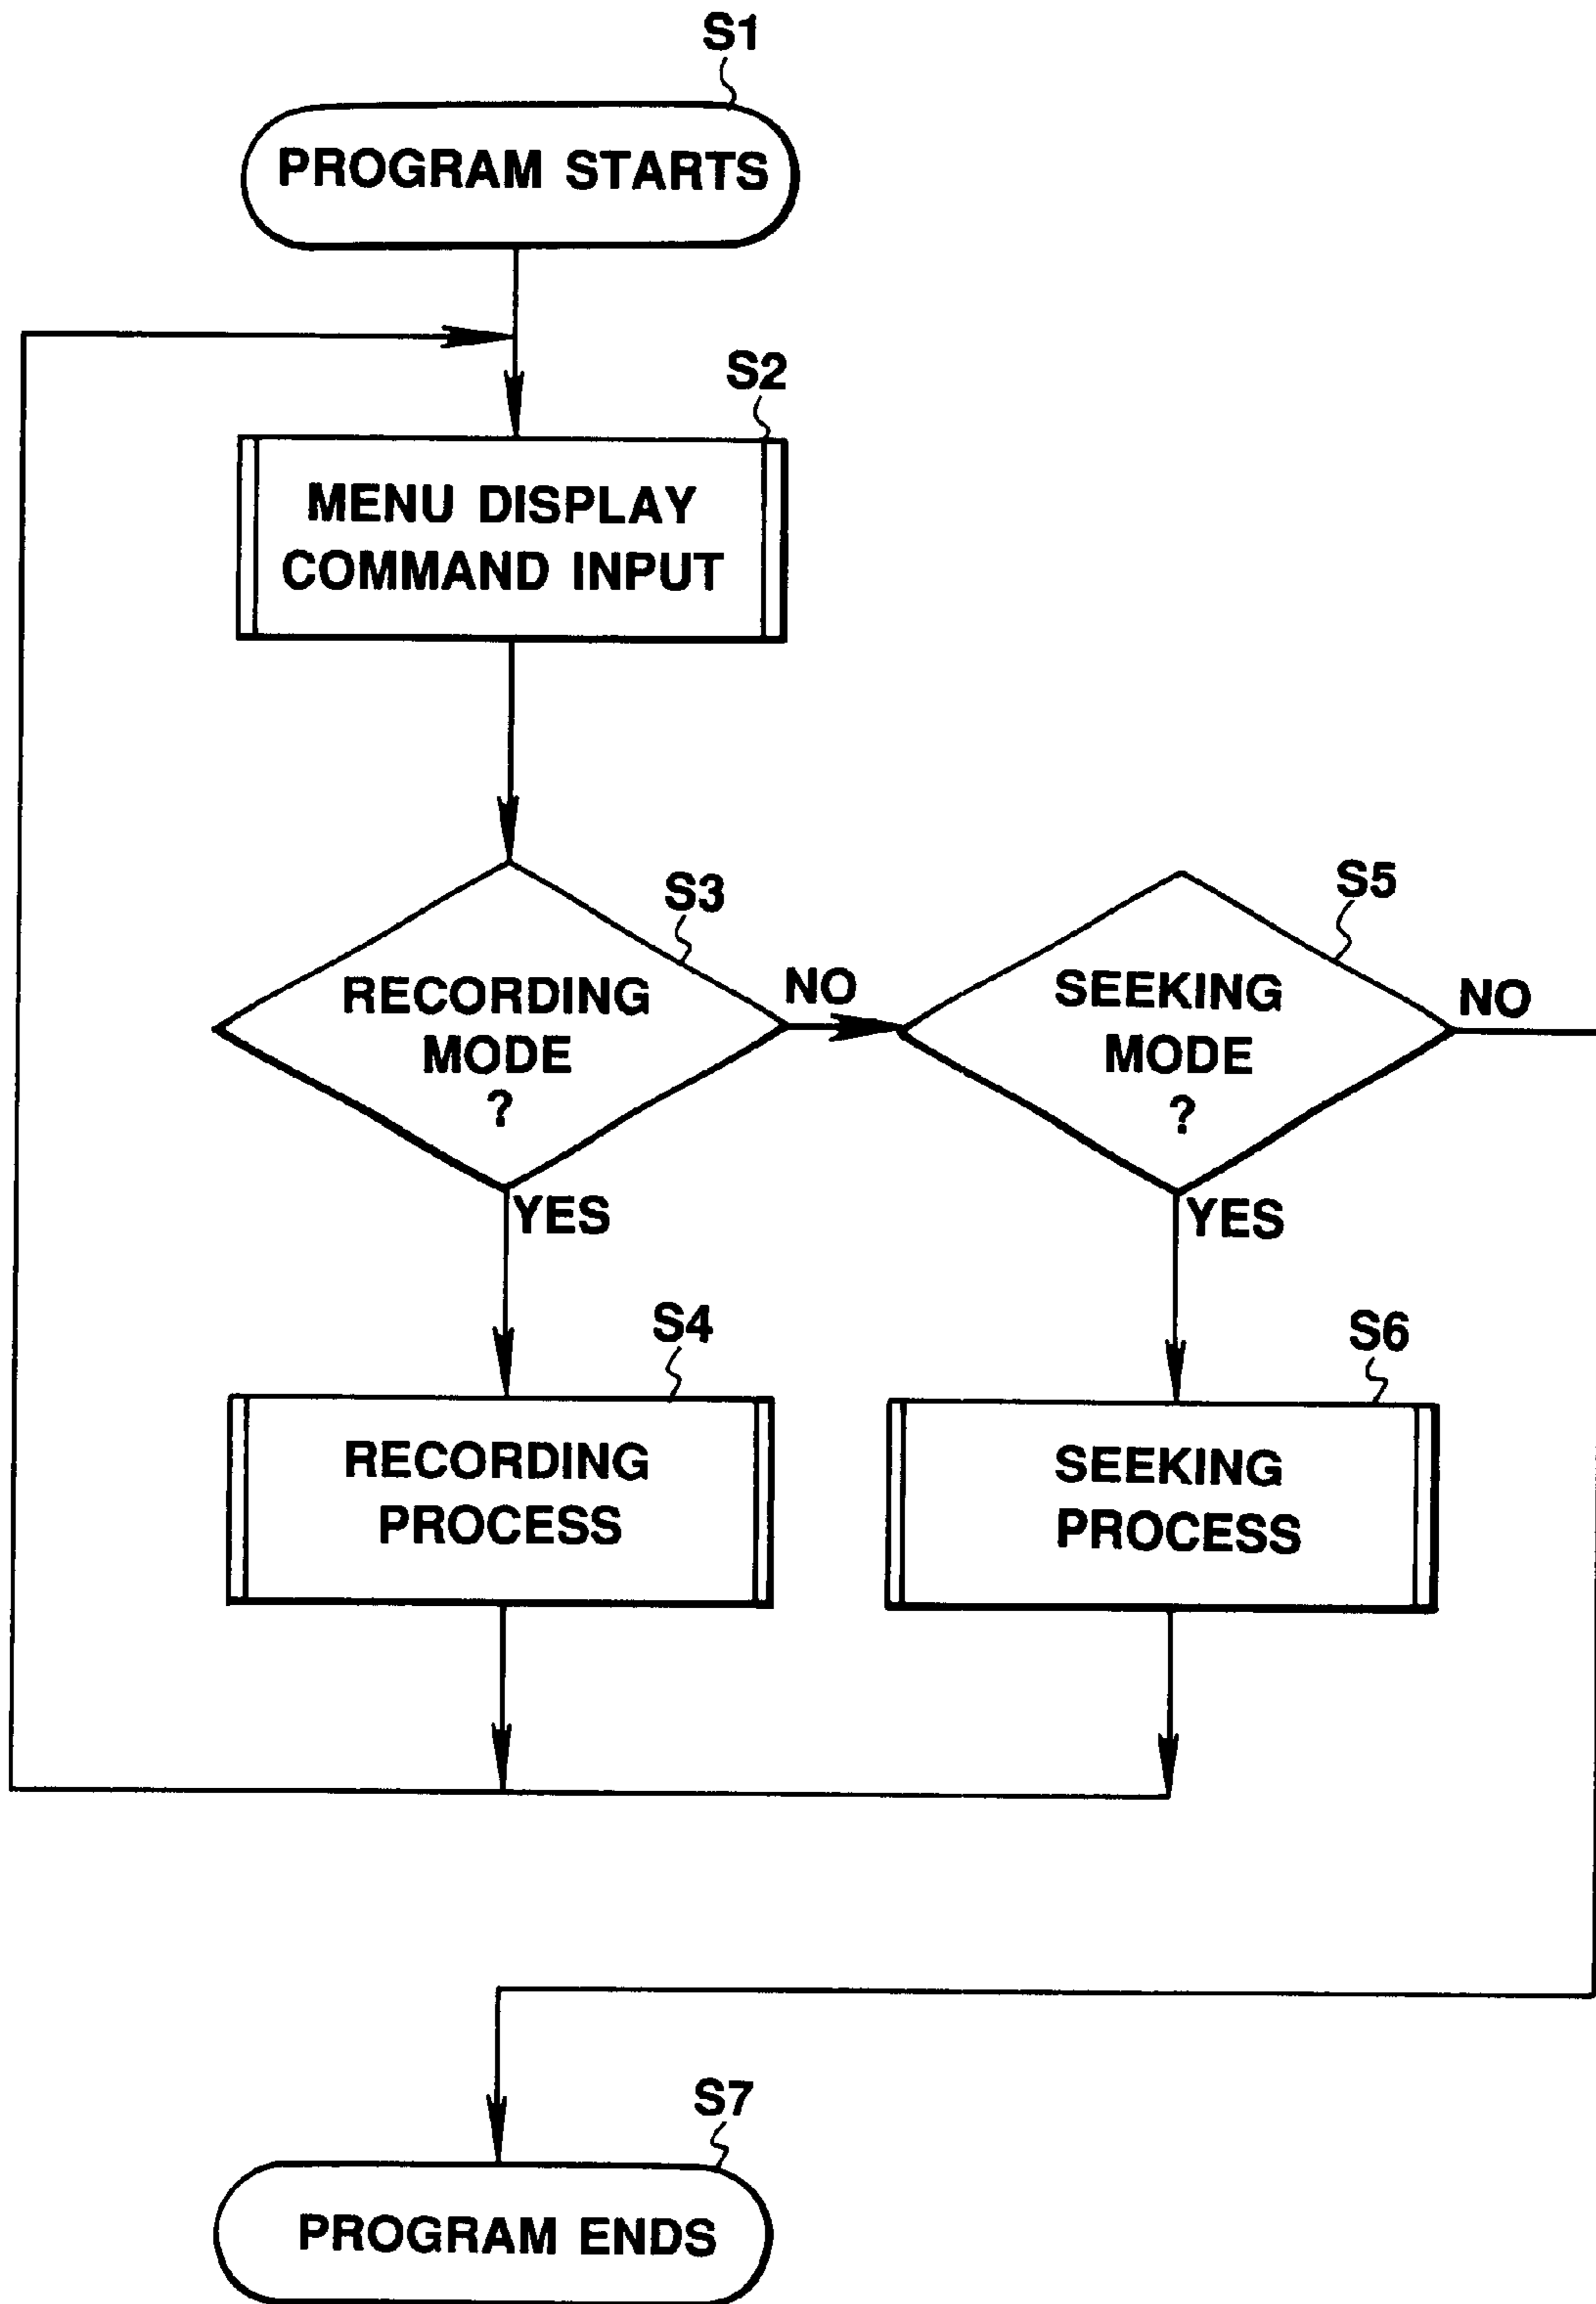 S1
PROGRAM STARTS
S2
MENU DISPLAY
COMMAND INPUT
S3
RECORDING
MODE
?
NO
YES
S5
SEEKING
MODE
?
NO
YES
S4
RECORDING
PROCESS
S6
SEEKING
PROCESS
S7
PROGRAM ENDS